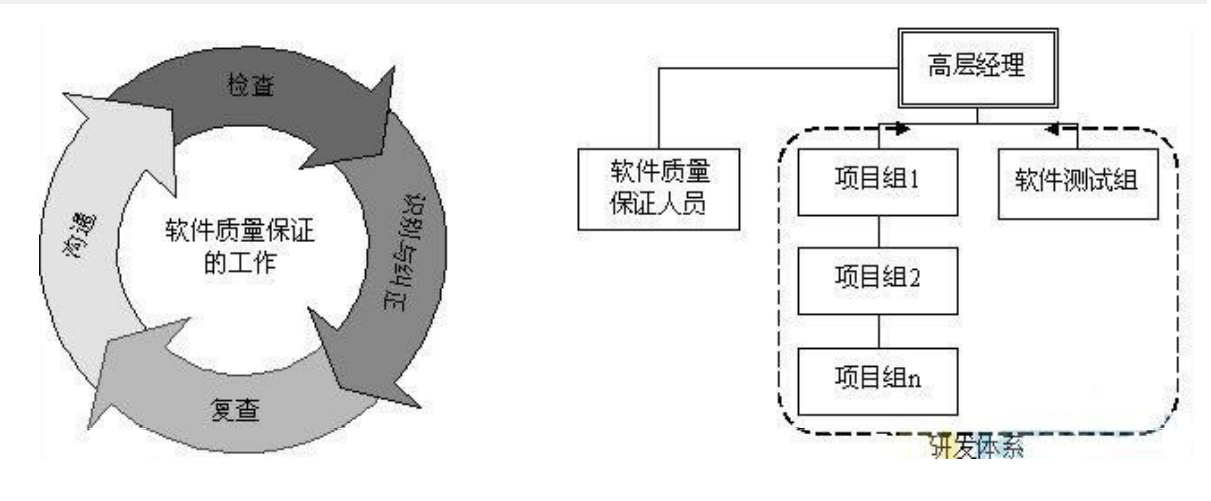 检查
识别与纠正
复查
沟通
软件质量保证
的工作
高层经理
软件质量
保证人员
项目组1
项目组2
项目组n
软件测试组
研发体系